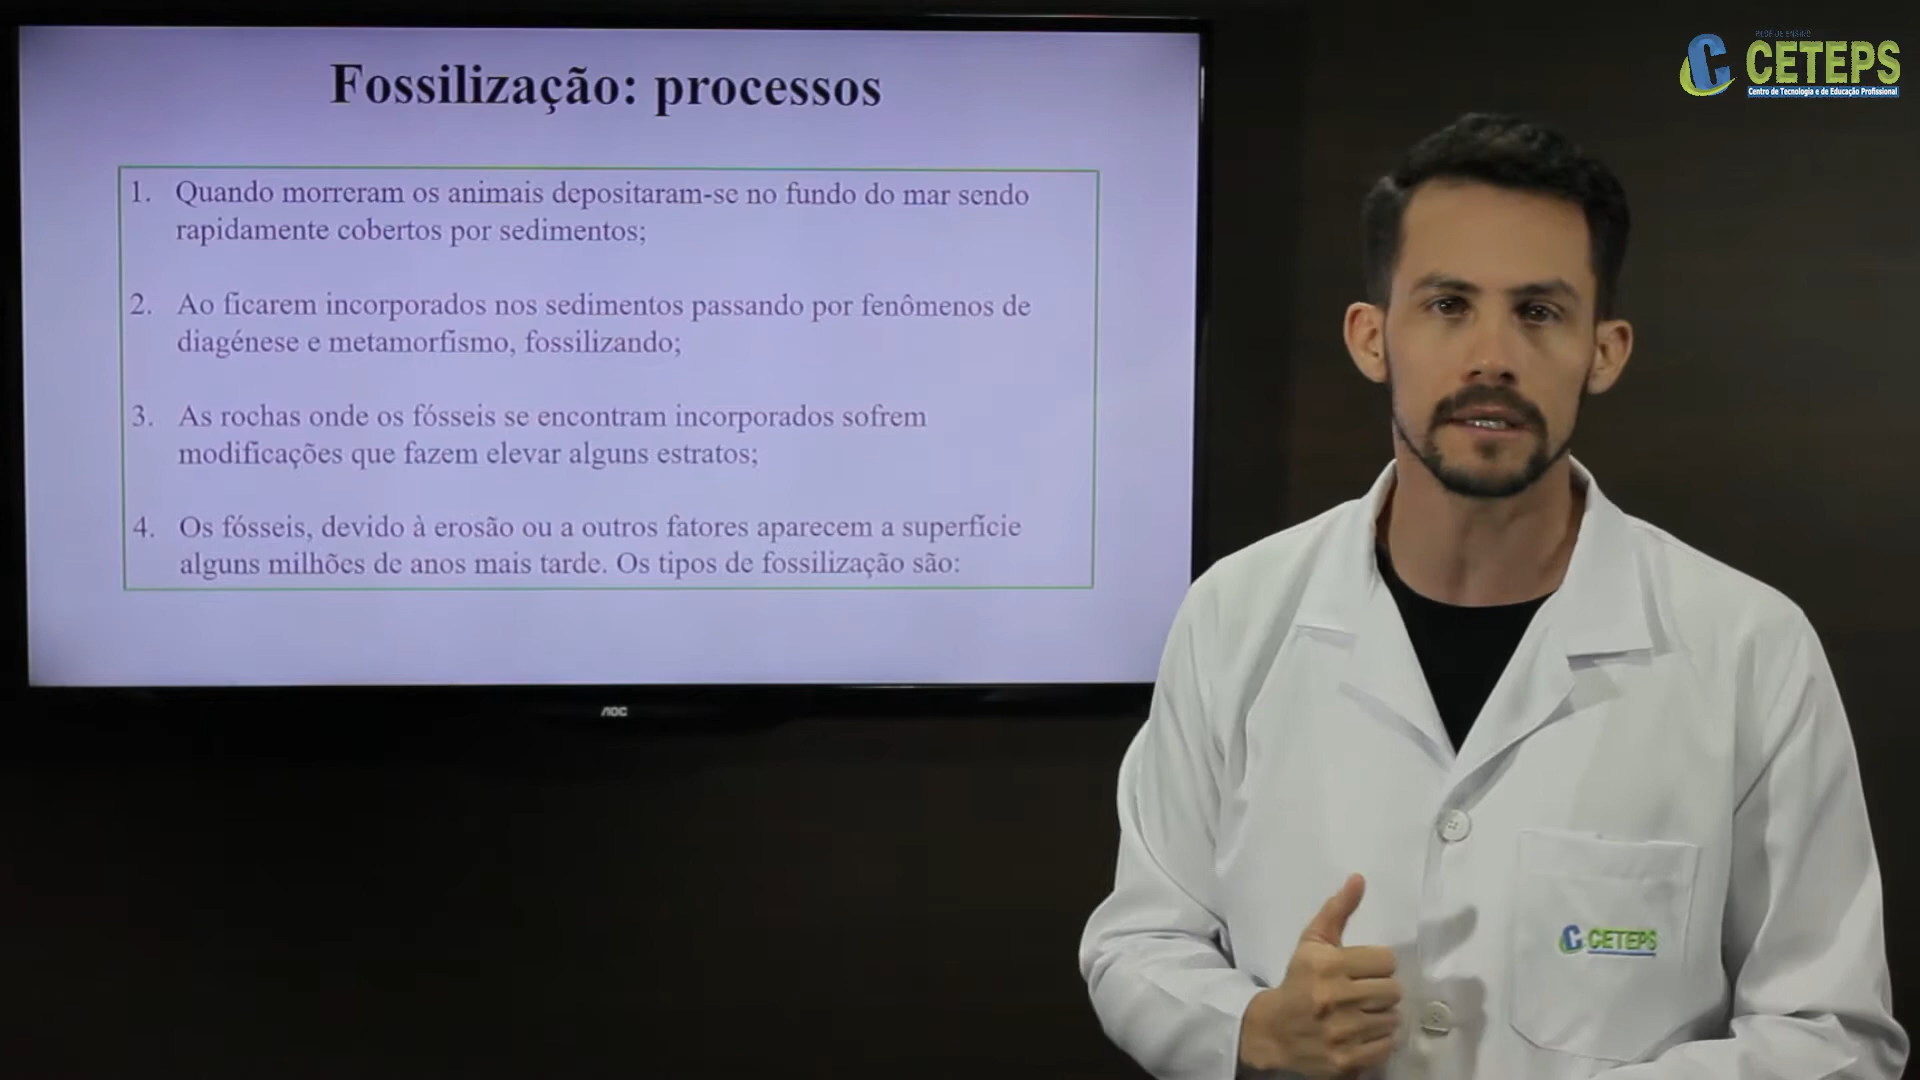 Fossilização: processos
1. Quando morreram os animais depositaram-se no fundo do mar sendo
rapidamente cobertos por sedimentos;
2. Ao ficarem incorporados nos sedimentos passando por fenômenos de
diagénese e metamorfismo, fossilizando;
3. As rochas onde os fósseis se encontram incorporados sofrem
modificações que fazem elevar alguns estratos;
4. Os fósseis, devido à erosão ou a outros fatores aparecem a superfície
alguns milhões de anos mais tarde. Os tipos de fossilização são:
AOC
REDE DE ENSINO
CETEPS
Centro de Tecnologia e de Educação Profissional
CETEPS